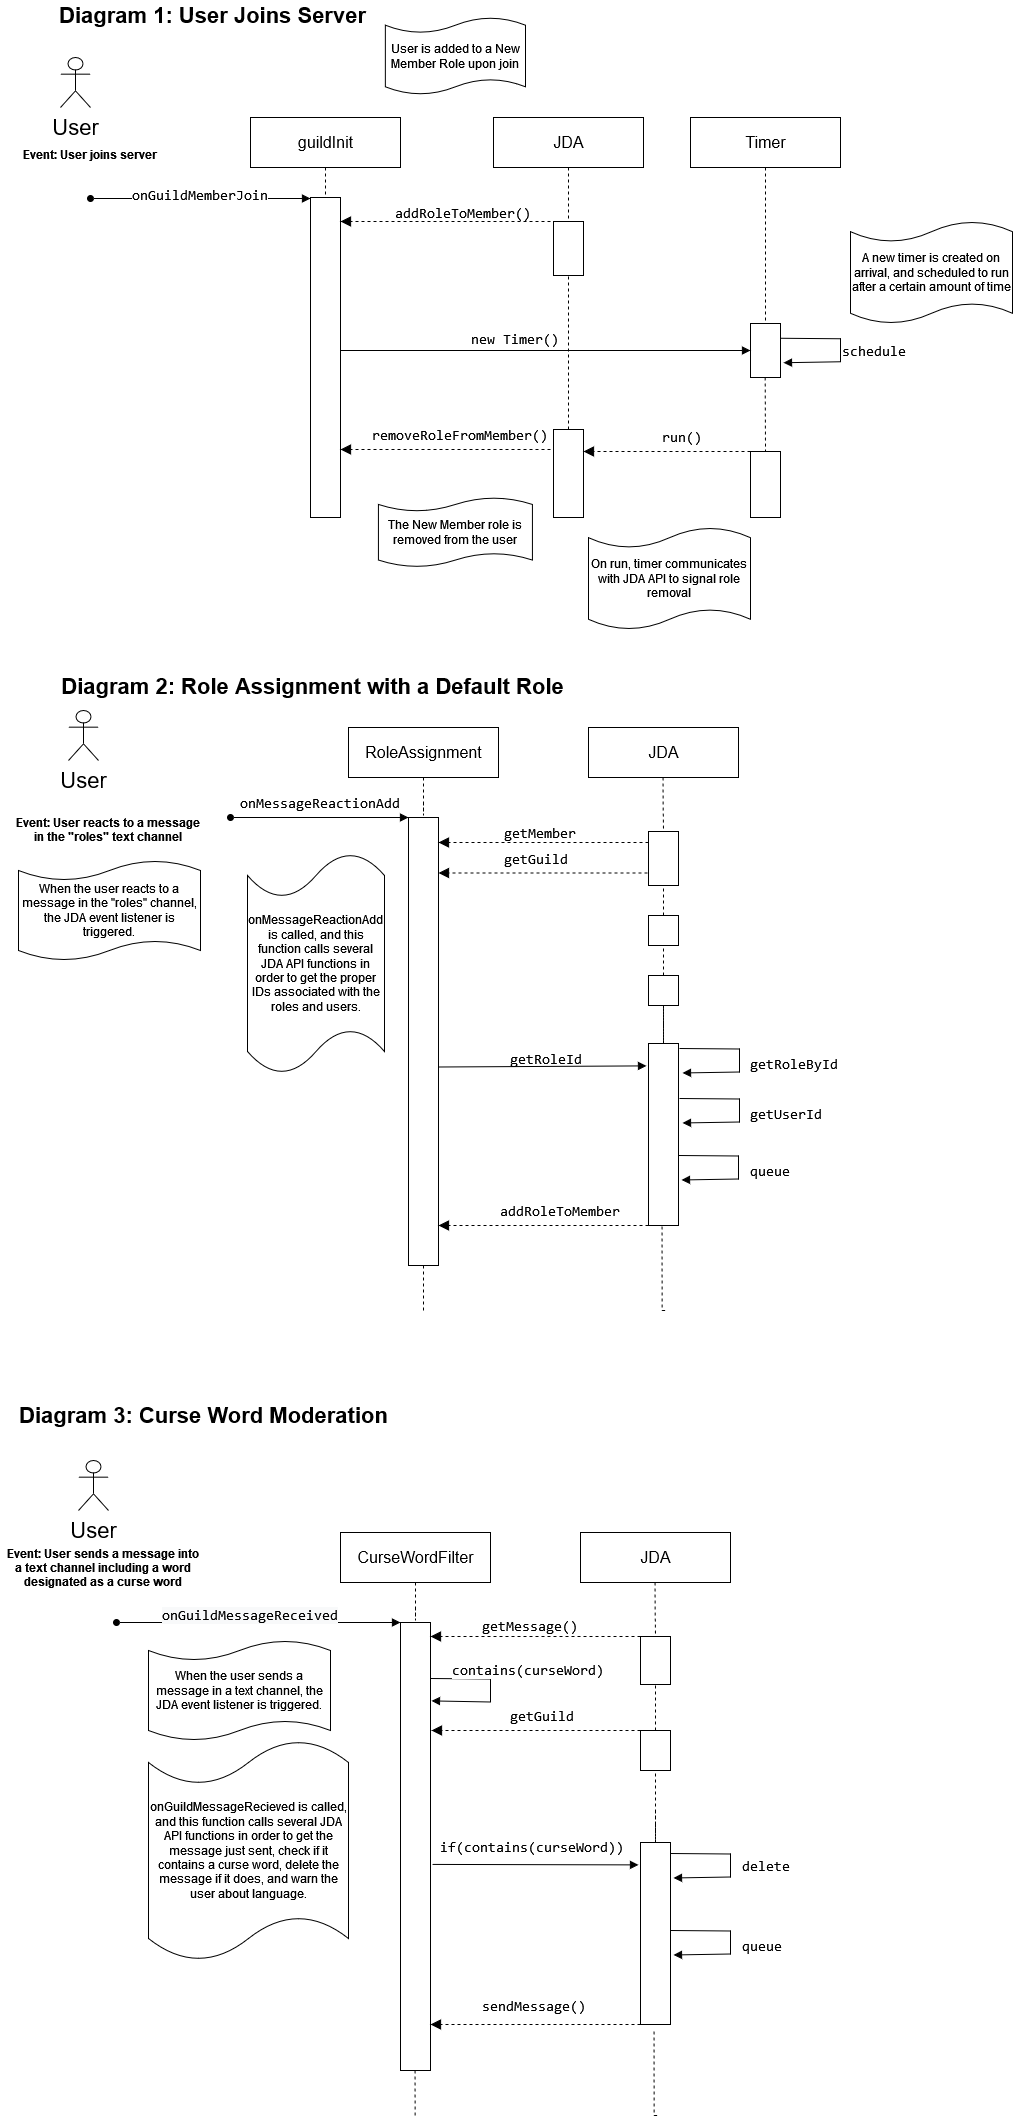 Diagram 1: User Joins Server
User is added to a New
Member Role upon join
User
Event: User joins server
guildInit
JDA
Timer
onGuildMemberJoin
addRoleToMember()
A new timer is created on
arrival, and scheduled to run
after a certain amount of time
new Timer()
schedule
removeRoleFromMember()
run()
The New Member role is
removed from the user
On run, timer communicates
with JDA API to signal role
removal
Diagram 2: Role Assignment with a Default Role
User
RoleAssignment
JDA
Event: User reacts to a message
in the "roles" text channel
onMessageReactionAdd
getMember
getGuild
When the user reacts to a
message in the "roles" channel,
the JDA event listener is
triggered.
onMessageReactionAdd
is called, and this
function calls several
JDA API functions in
order to get the proper
IDs associated with the
roles and users.
getRoleId
getRoleById
getUserId
queue
addRoleToMember
Diagram 3: Curse Word Moderation
User
Event: User sends a message into
a text channel including a word
designated as a curse word
CurseWordFilter
JDA
onGuildMessageReceived
getMessage()
contains(curseWord)
When the user sends a
message in a text channel, the
JDA event listener is triggered.
getGuild
onGuildMessageRecieved is called,
and this function calls several JDA
API functions in order to get the
message just sent, check if it
contains a curse word, delete the
message if it does, and warn the
user about language.
if(contains(curseWord))
delete
queue
sendMessage()